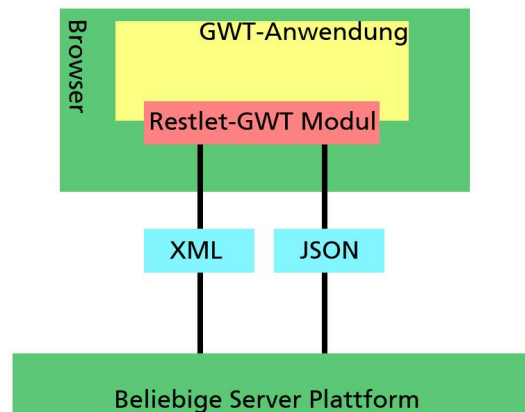 Browser
GWT-Anwendung
Restlet-GWT Modul
XML
JSON
Beliebige Server Plattform